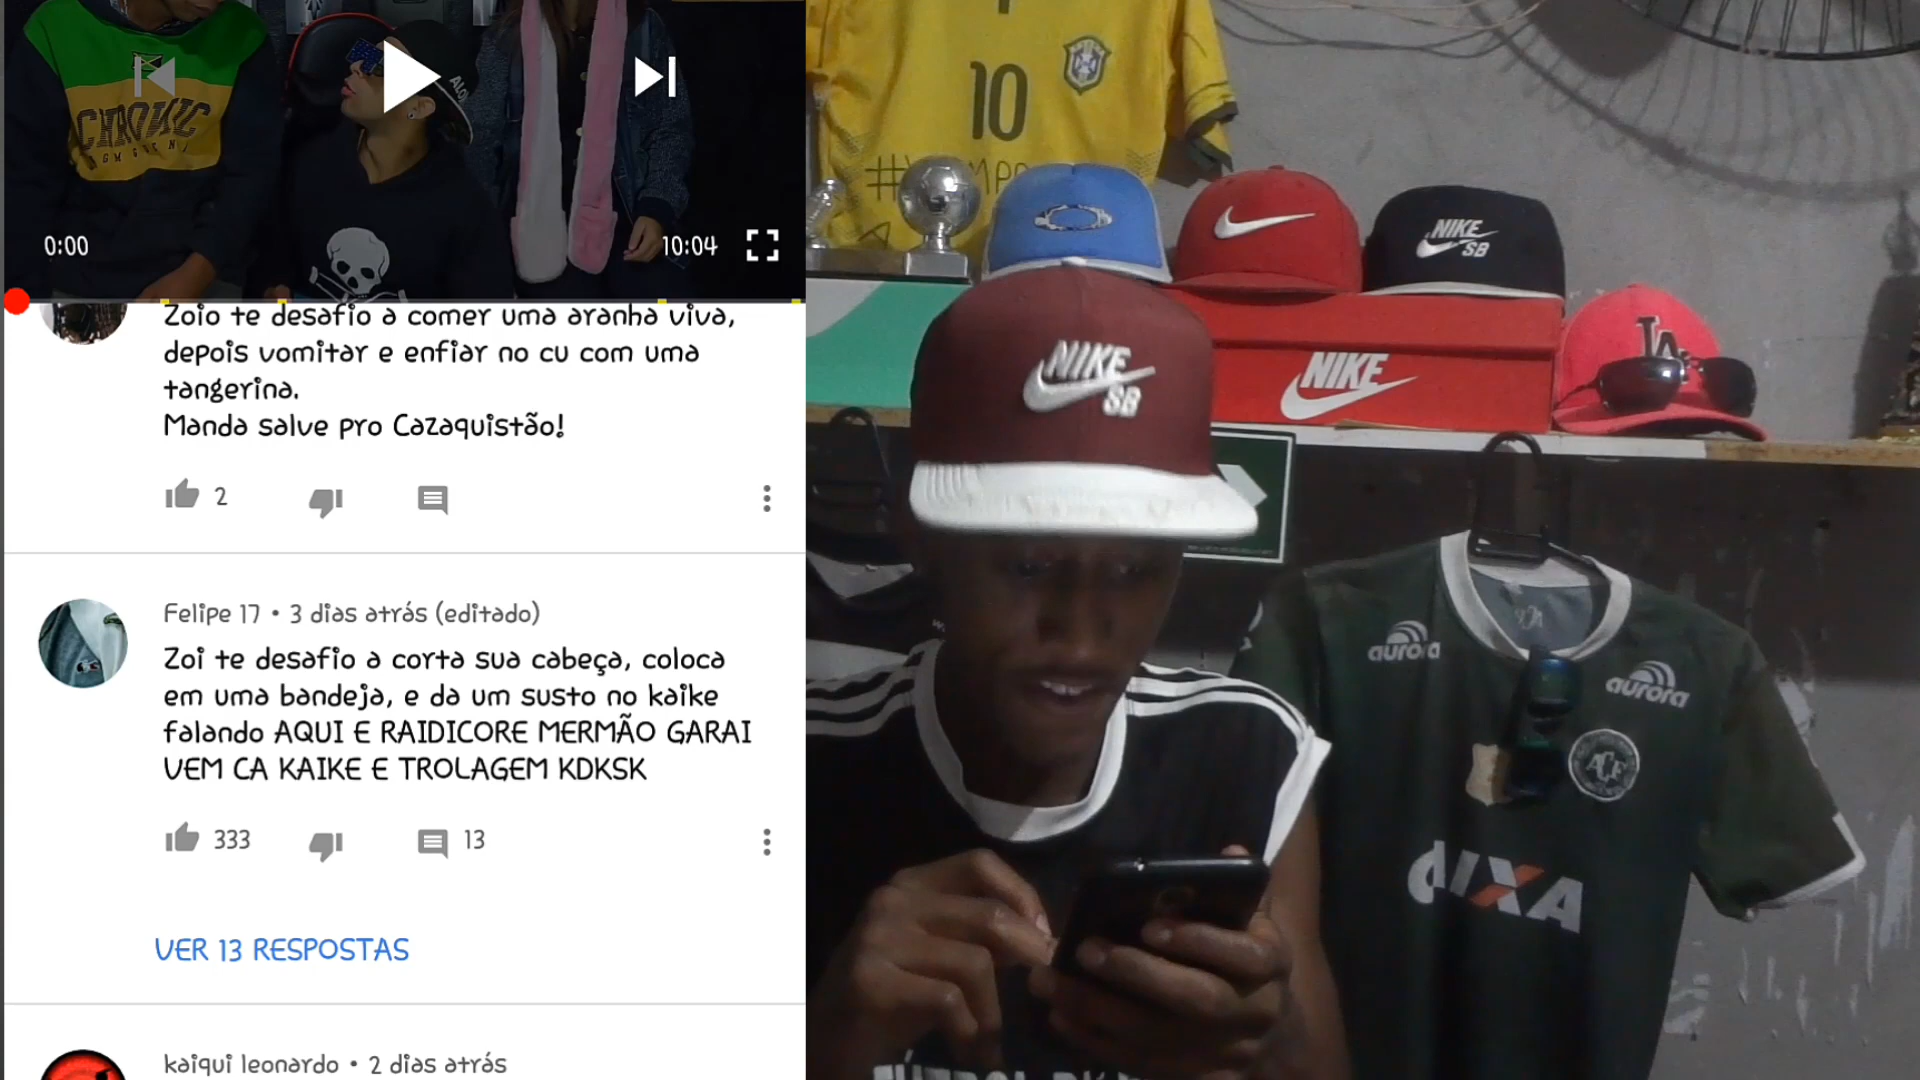 CHRONIC
ALO
0:00
10:04
Zoio te desafio a comer uma aranha viva,
depois vomitar e enfiar no cu com uma
tangerina.
Manda salve pro Cazaquistão!
2
Felipe 17 • 3 dias atrás (editado)
Zoi te desafio a corta sua cabeça, coloca
em uma bandeja, e da um susto no kaike
falando AQUI E RAIDICORE MERMÃO GARAI
VEM CA KAIKE E TROLAGEM KDKSK
333
13
VER 13 RESPOSTAS
kaiqui leonardo • 2 dias atrás
10
NIKE
SB
NIKE
SB
NIKE
LA
aurora
aurora
ACF
CAIXA